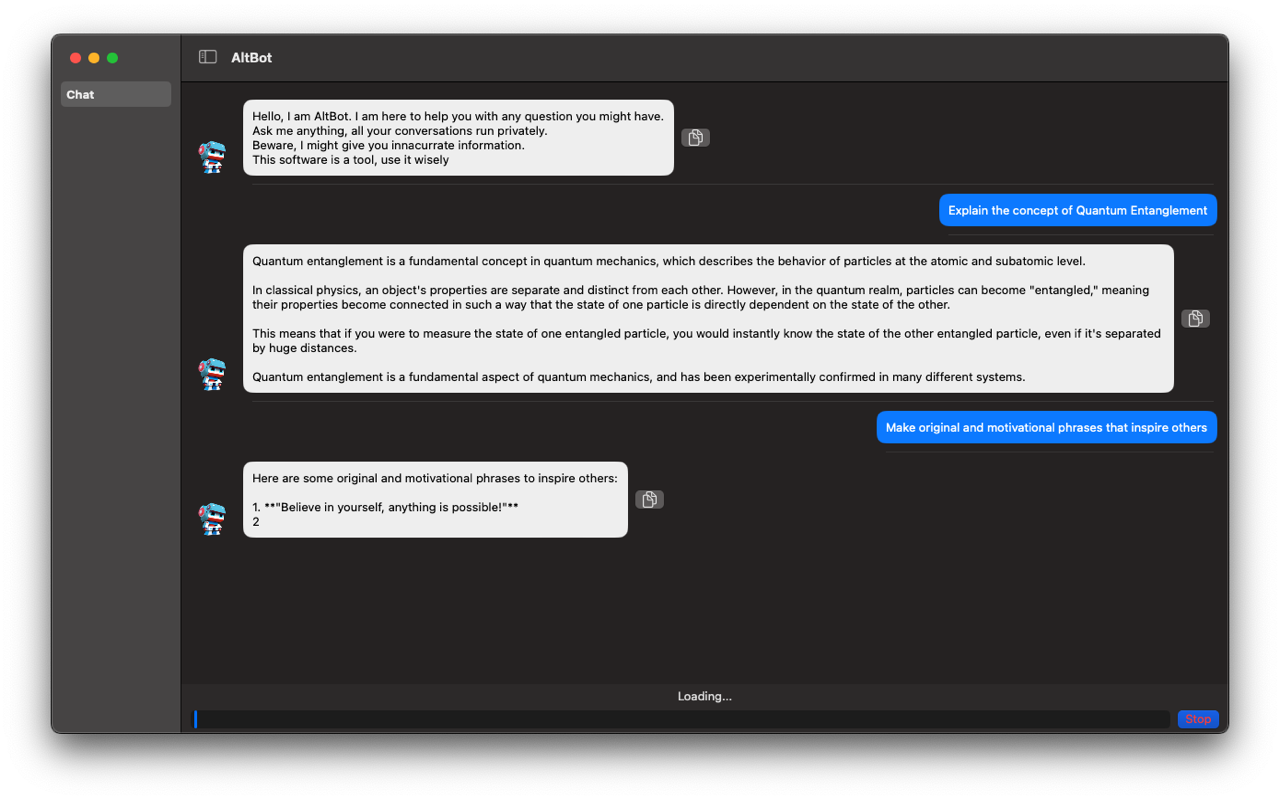 AltBot
Chat
Hello, I am AltBot. I am here to help you with any question you might have.
Ask me anything, all your conversations run privately.
Beware, I might give you innacurrate information.
This software is a tool, use it wisely
Explain the concept of Quantum Entanglement
Quantum entanglement is a fundamental concept in quantum mechanics, which describes the behavior of particles at the atomic and subatomic level.
In classical physics, an object's properties are separate and distinct from each other. However, in the quantum realm, particles can become "entangled," meaning
their properties become connected in such a way that the state of one particle is directly dependent on the state of the other.
This means that if you were to measure the state of one entangled particle, you would instantly know the state of the other entangled particle, even if it's separated
by huge distances.
Quantum entanglement is a fundamental aspect of quantum mechanics, and has been experimentally confirmed in many different systems.
Make original and motivational phrases that inspire others
Here are some original and motivational phrases to inspire others:
1. **"Believe in yourself, anything is possible!"**
2
Loading...
Stop